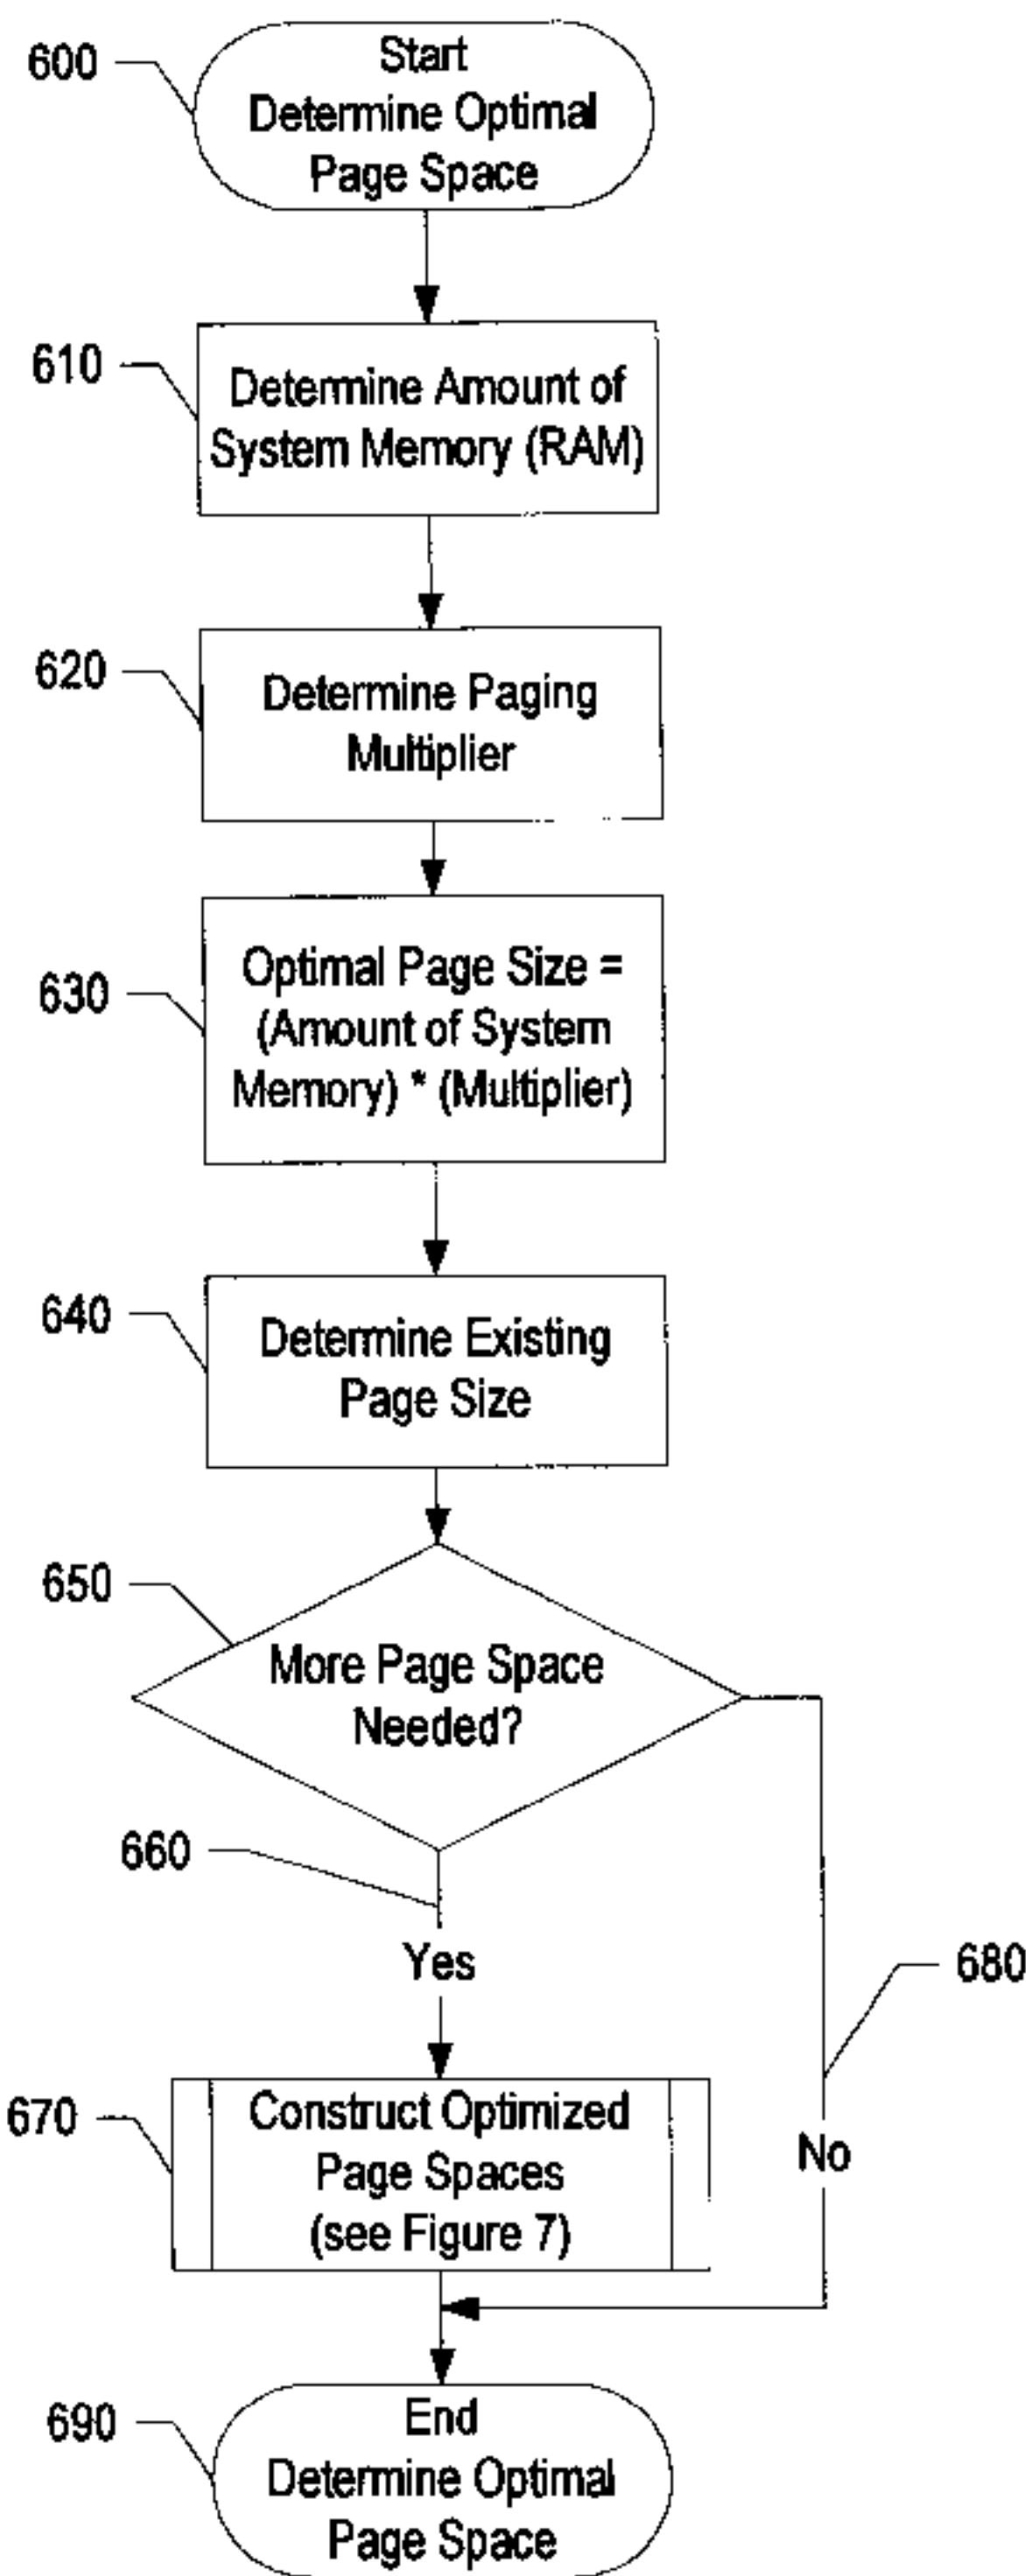 600
Start
Determine Optimal
Page Space
610
Determine Amount of
System Memory (RAM)
620
Determine Paging
Multiplier
630
Optimal Page Size =
(Amount of System
Memory) * (Multiplier)
640
Determine Existing
Page Size
650
More Page Space
Needed?
660
Yes
680
670
Construct Optimized
Page Spaces
(see Figure 7)
No
690
End
Determine Optimal
Page Space